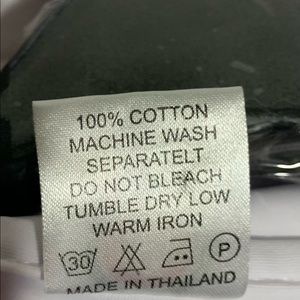 100% COTTON
MACHINE WASH
SEPARATELT
DO NOT BLEACH
TUMBLE DRY LOW
WARM IRON
30 P
MADE IN THAILAND